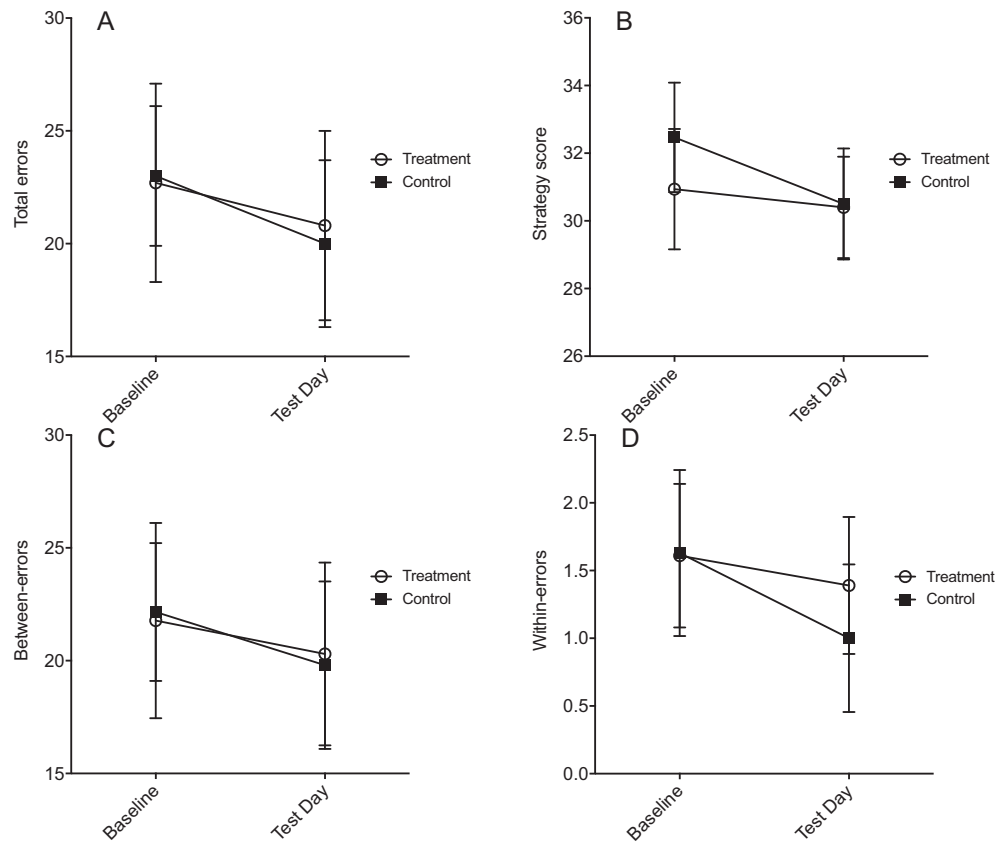 A
30
25
20
15
Total errors
Baseline
Test Day
Treatment
Control
B
36
34
32
30
28
26
Strategy score
Baseline
Test Day
Treatment
Control
C
30
25
20
15
Between-errors
Baseline
Test Day
Treatment
Control
D
2.5
2.0
1.5
1.0
0.5
0.0
Within-errors
Baseline
Test Day
Treatment
Control